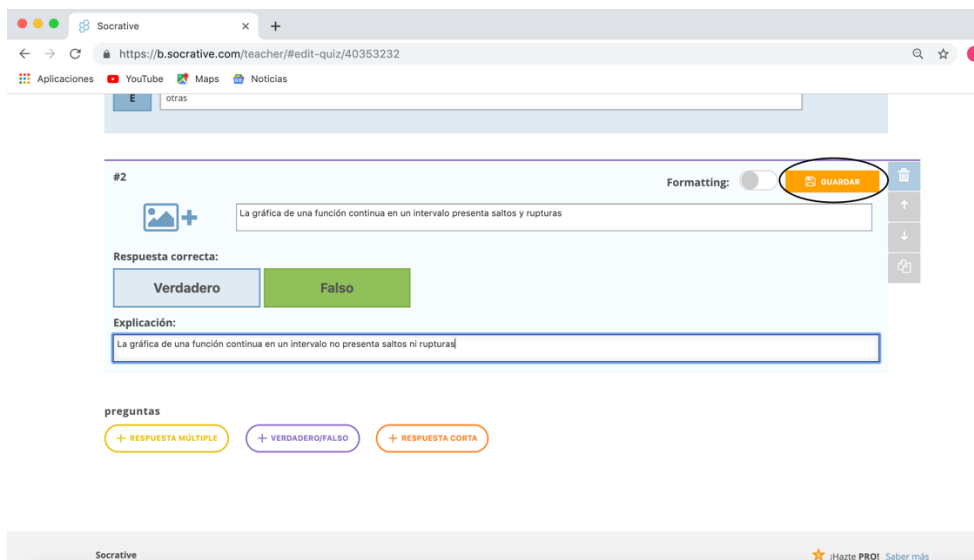 Socrative
https://b.socrative.com/teacher/#edit-quiz/40353232
Aplicaciones YouTube Maps Noticias
E otras
#2
Formatting: GUARDAR
La gráfica de una función continua en un intervalo presenta saltos y rupturas
Respuesta correcta:
Verdadero Falso
Explicación:
La gráfica de una función continua en un intervalo no presenta saltos ni rupturas
preguntas
+ RESPUESTA MÚLTIPLE + VERDADERO/FALSO + RESPUESTA CORTA
Socrative ¡Hazte PRO! Saber más